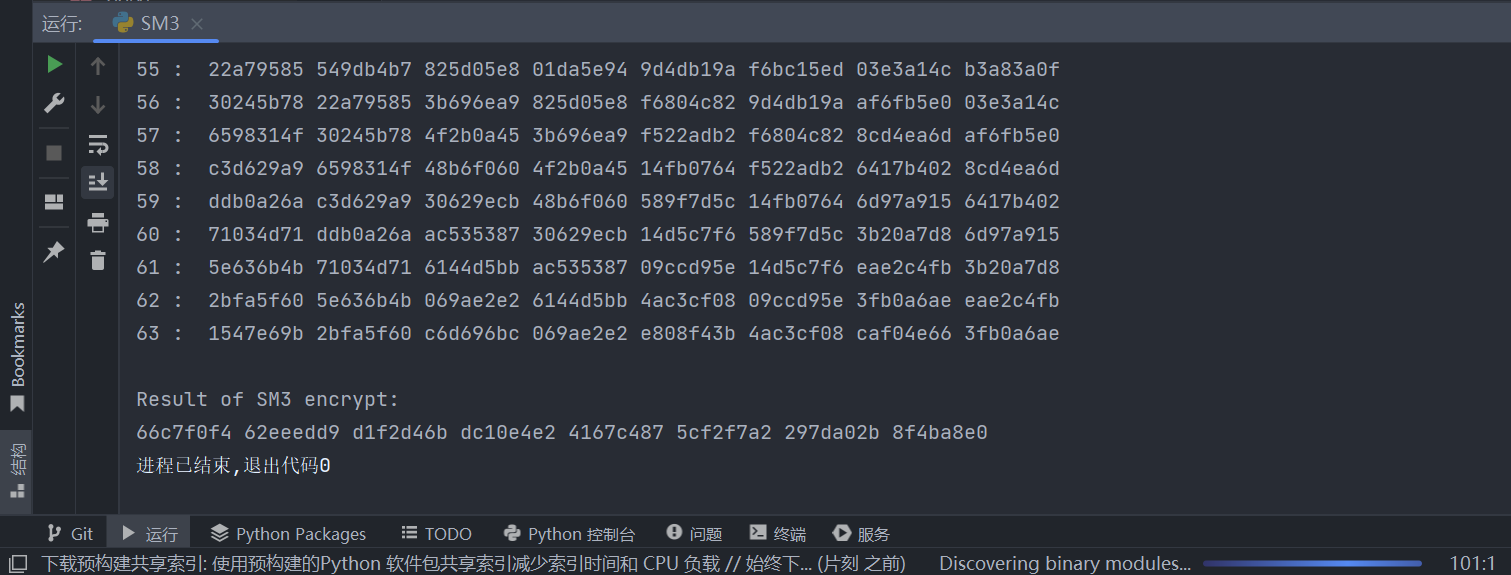 运行: SM3
55 : 22a79585 549db4b7 825d05e8 01da5e94 9d4db19a f6bc15ed 03e3a14c b3a83a0f
56 : 30245b78 22a79585 3b696ea9 825d05e8 f6804c82 9d4db19a af6fb5e0 03e3a14c
57 : 6598314f 30245b78 4f2b0a45 3b696ea9 f522adb2 f6804c82 8cd4ea6d af6fb5e0
58 : c3d629a9 6598314f 48b6f060 4f2b0a45 14fb0764 f522adb2 6417b402 8cd4ea6d
59 : ddb0a26a c3d629a9 30629ecb 48b6f060 589f7d5c 14fb0764 6d97a915 6417b402
60 : 71034d71 ddb0a26a ac535387 30629ecb 14d5c7f6 589f7d5c 3b20a7d8 6d97a915
61 : 5e636b4b 71034d71 6144d5bb ac535387 09ccd95e 14d5c7f6 eae2c4fb 3b20a7d8
62 : 2bfa5f60 5e636b4b 069ae2e2 6144d5bb 4ac3cf08 09ccd95e 3fb0a6ae eae2c4fb
63 : 1547e69b 2bfa5f60 c6d696bc 069ae2e2 e808f43b 4ac3cf08 caf04e66 3fb0a6ae
Result of SM3 encrypt:
66c7f0f4 62eeedd9 d1f2d46b dc10e4e2 4167c487 5cf2f7a2 297da02b 8f4ba8e0
进程已结束,退出代码0
Bookmarks
结构
Git 运行 Python Packages TODO Python 控制台 问题 终端 服务
下载预构建共享索引: 使用预构建的Python 软件包共享索引减少索引时间和 CPU 负载 // 始终下... (片刻 之前) Discovering binary modules... 101:1